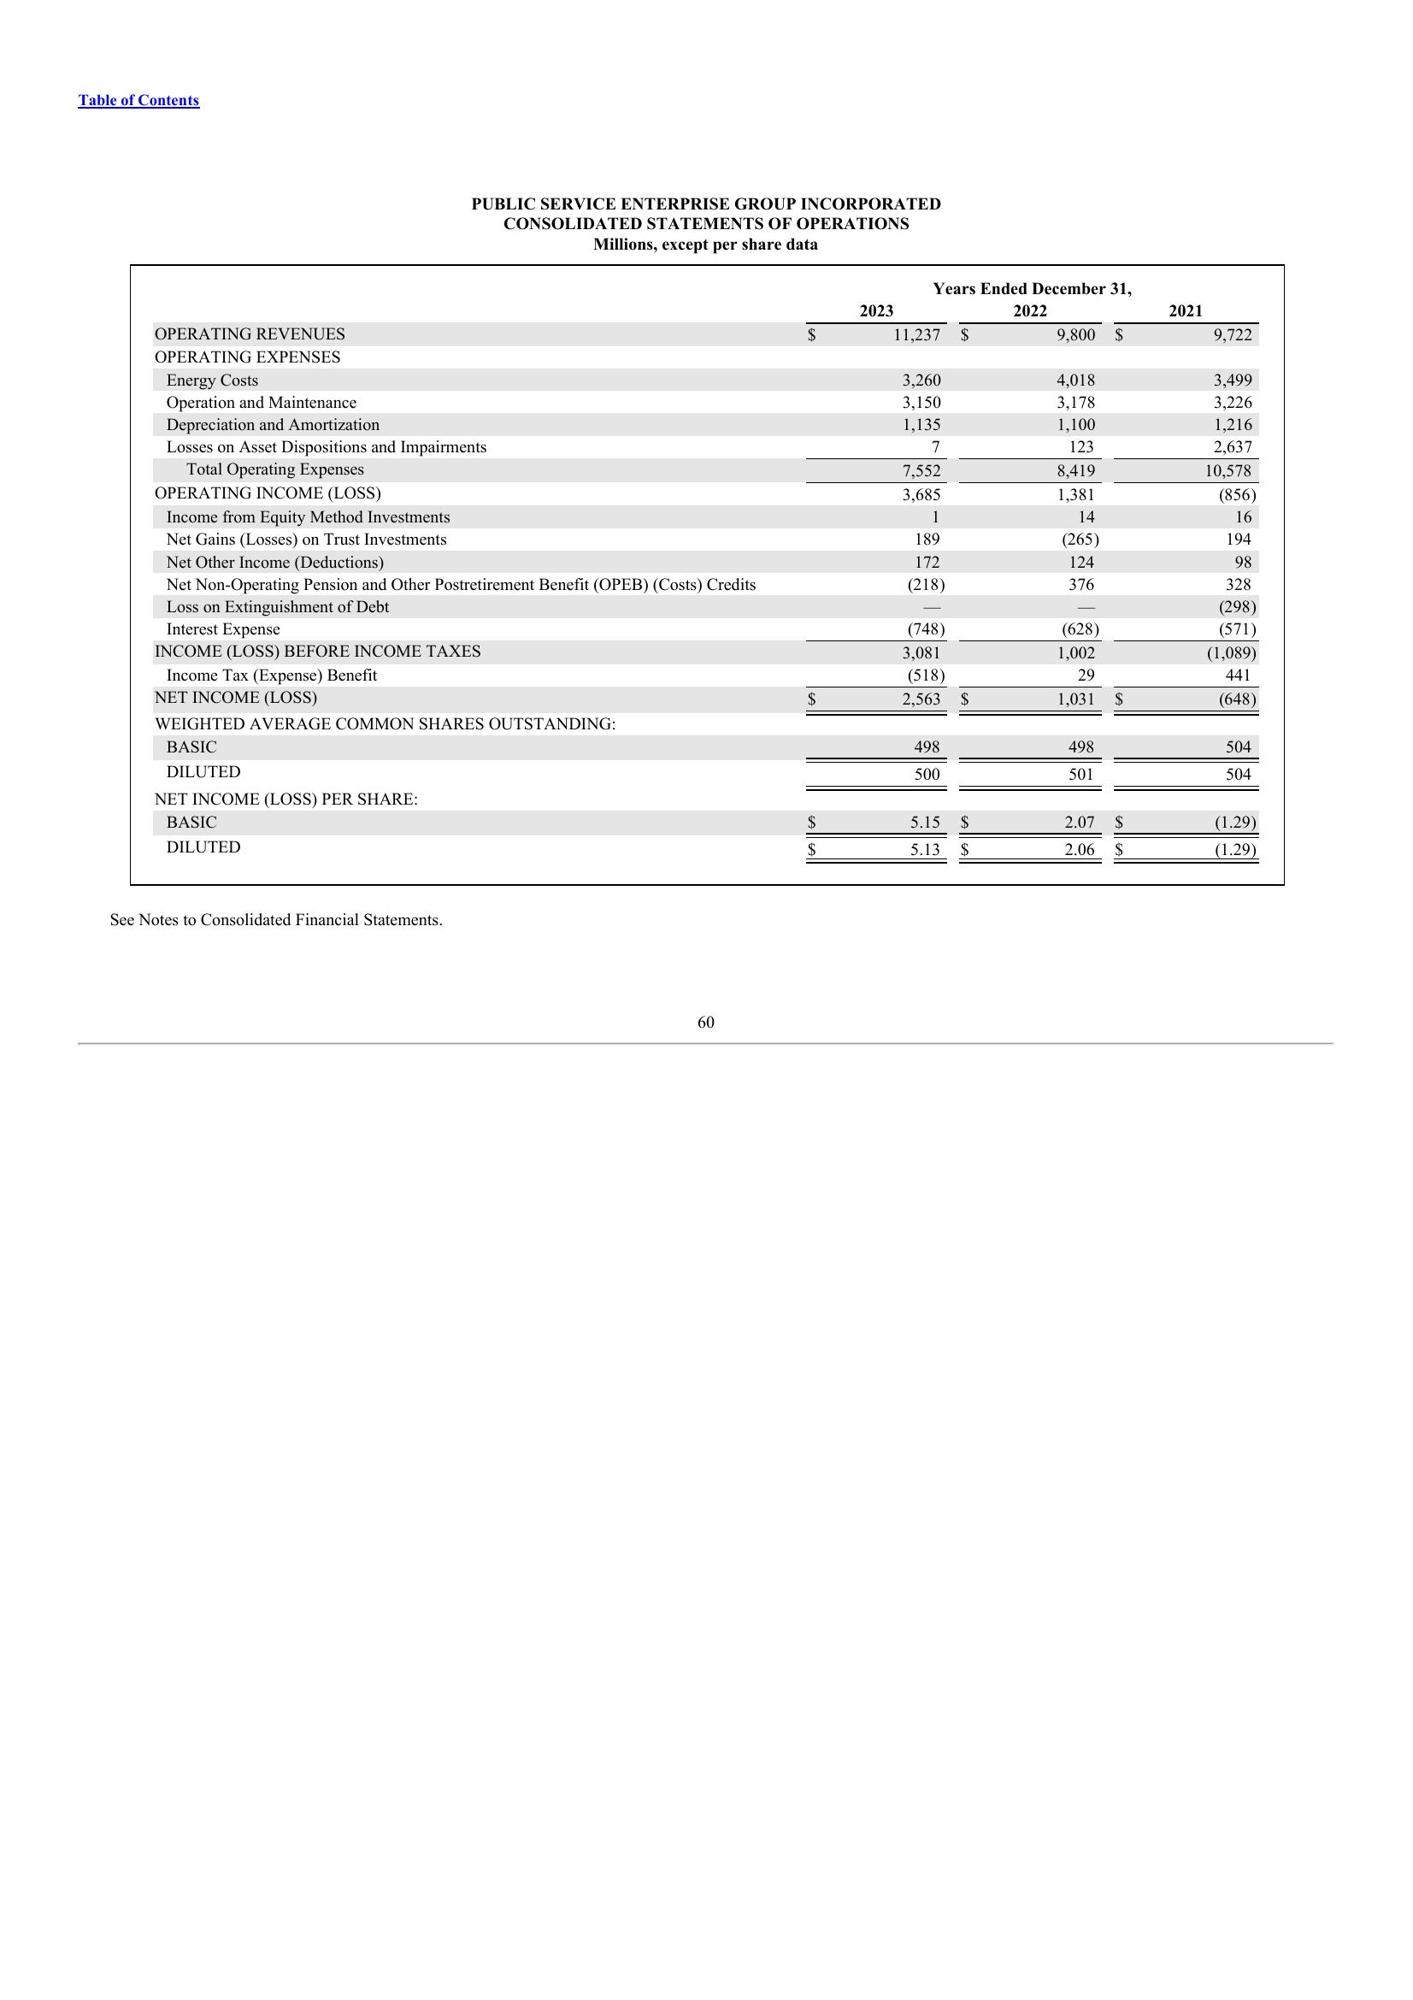 Table of Contents
PUBLIC SERVICE ENTERPRISE GROUP INCORPORATED
CONSOLIDATED STATEMENTS OF OPERATIONS
Millions, except per share data
Years Ended December 31,
2023 2022 2021
OPERATING REVENUES $ 11,237 $ 9,800 $ 9,722
OPERATING EXPENSES
Energy Costs 3,260 4,018 3,499
Operation and Maintenance 3,150 3,178 3,226
Depreciation and Amortization 1,135 1,100 1,216
Losses on Asset Dispositions and Impairments 7 123 2,637
Total Operating Expenses 7,552 8,419 10,578
OPERATING INCOME (LOSS) 3,685 1,381 (856)
Income from Equity Method Investments 1 14 16
Net Gains (Losses) on Trust Investments 189 (265) 194
Net Other Income (Deductions) 172 124 98
Net Non-Operating Pension and Other Postretirement Benefit (OPEB) (Costs) Credits (218) 376 328
Loss on Extinguishment of Debt — — (298)
Interest Expense (748) (628) (571)
INCOME (LOSS) BEFORE INCOME TAXES 3,081 1,002 (1,089)
Income Tax (Expense) Benefit (518) 29 441
NET INCOME (LOSS) $ 2,563 $ 1,031 $ (648)
WEIGHTED AVERAGE COMMON SHARES OUTSTANDING:
BASIC 498 498 504
DILUTED 500 501 504
NET INCOME (LOSS) PER SHARE:
BASIC $ 5.15 $ 2.07 $ (1.29)
DILUTED $ 5.13 $ 2.06 $ (1.29)
See Notes to Consolidated Financial Statements.
60